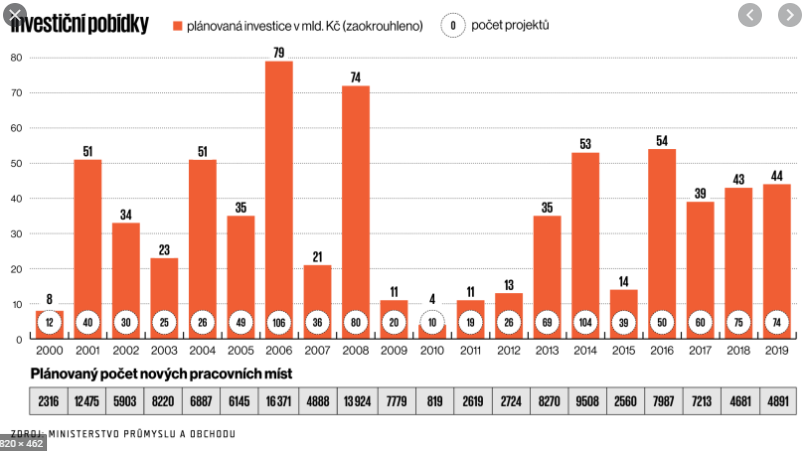 Investiční pobídky
plánovaná investice v mld. Kč (zaokrouhleno) 0 počet projektů
80
70
60
50
40
30
20
10
0
8 51 34 23 51 35 79 21 74 11 4 11 13 35 53 14 54 39 43 44
12 40 30 25 26 49 106 36 80 20 10 19 26 69 104 39 50 60 75 74
2000 2001 2002 2003 2004 2005 2006 2007 2008 2009 2010 2011 2012 2013 2014 2015 2016 2017 2018 2019
Plánovaný počet nových pracovních míst
2316 12 475 5903 8220 6887 6145 16 371 4888 13 924 7779 819 2619 2724 8270 9508 2560 7987 7213 4681 4891
ZDROJ: MINISTERSTVO PRŮMYSLU A OBCHODU
820 × 462